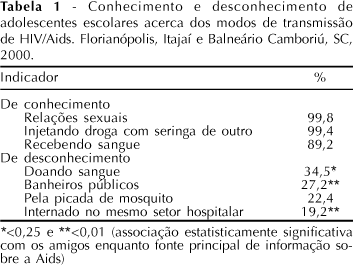 Tabela 1 - Conhecimento e desconhecimento de
adolescentes escolares acerca dos modos de transmissão
de HIV/Aids. Florianópolis, Itajaí e Balneário Camboriú, SC,
2000.
Indicador %
De conhecimento
Relações sexuais 99,8
Injetando droga com seringa de outro 99,4
Recebendo sangue 89,2
De desconhecimento
Doando sangue 34,5*
Banheiros públicos 27,2**
Pela picada de mosquito 22,4
Internado no mesmo setor hospitalar 19,2**
*<0,25 e **<0,01 (associação estatisticamente significativa
com os amigos enquanto fonte principal de informação so-
bre a Aids)